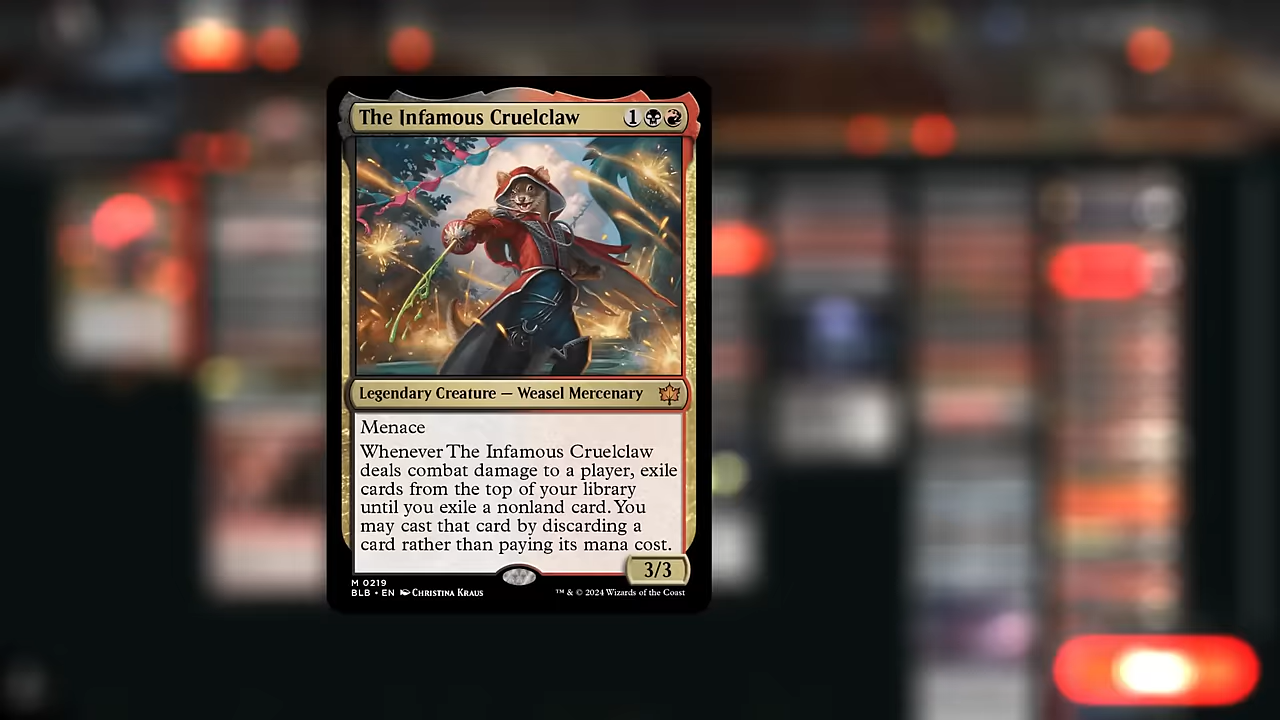 The Infamous Cruelclaw 1
Legendary Creature — Weasel Mercenary
Menace
Whenever The Infamous Cruelclaw
deals combat damage to a player, exile
cards from the top of your library
until you exile a nonland card. You
may cast that card by discarding a
card rather than paying its mana cost.
3/3
M 0219
BLB • EN Christina Kraus ™ & © 2024 Wizards of the Coast